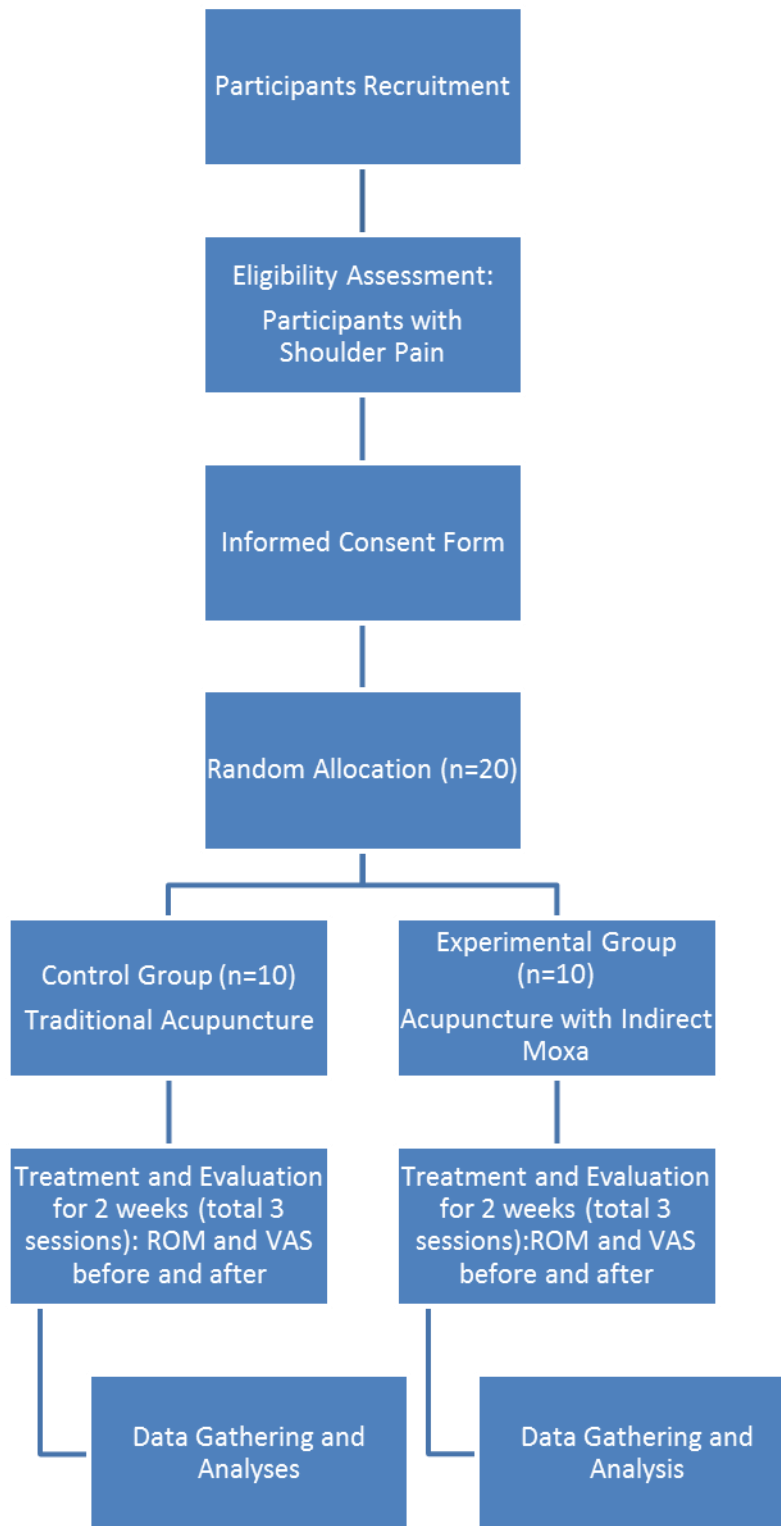 Participants Recruitment
Eligibility Assessment:
Participants with
Shoulder Pain
Informed Consent Form
Random Allocation (n=20)
Control Group (n=10)
Traditional Acupuncture
Experimental Group
(n=10)
Acupuncture with Indirect
Moxa
Treatment and Evaluation
for 2 weeks (total 3
sessions): ROM and VAS
before and after
Treatment and Evaluation
for 2 weeks (total 3
sessions):ROM and VAS
before and after
Data Gathering and
Analyses
Data Gathering and
Analysis